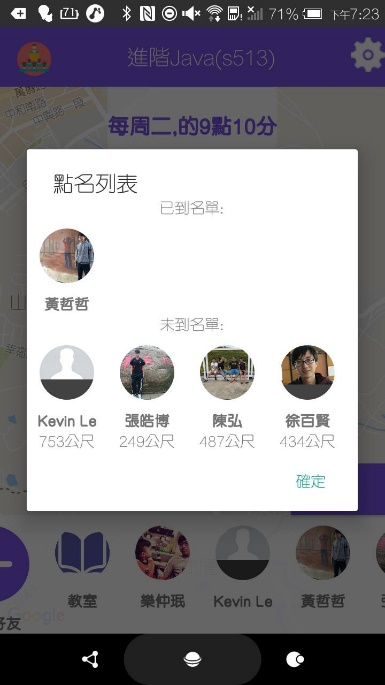 71
71%
下午7:23
進階Java(s513)
每周二,的9點10分
點名列表
已到名單:
黃哲哲
未到名單:
Kevin Le
張皓博
陳弘
徐百賢
753公尺
249公尺
487公尺
434公尺
確定
教室
樂仲珉
Kevin Le
黃哲哲
Google
好友